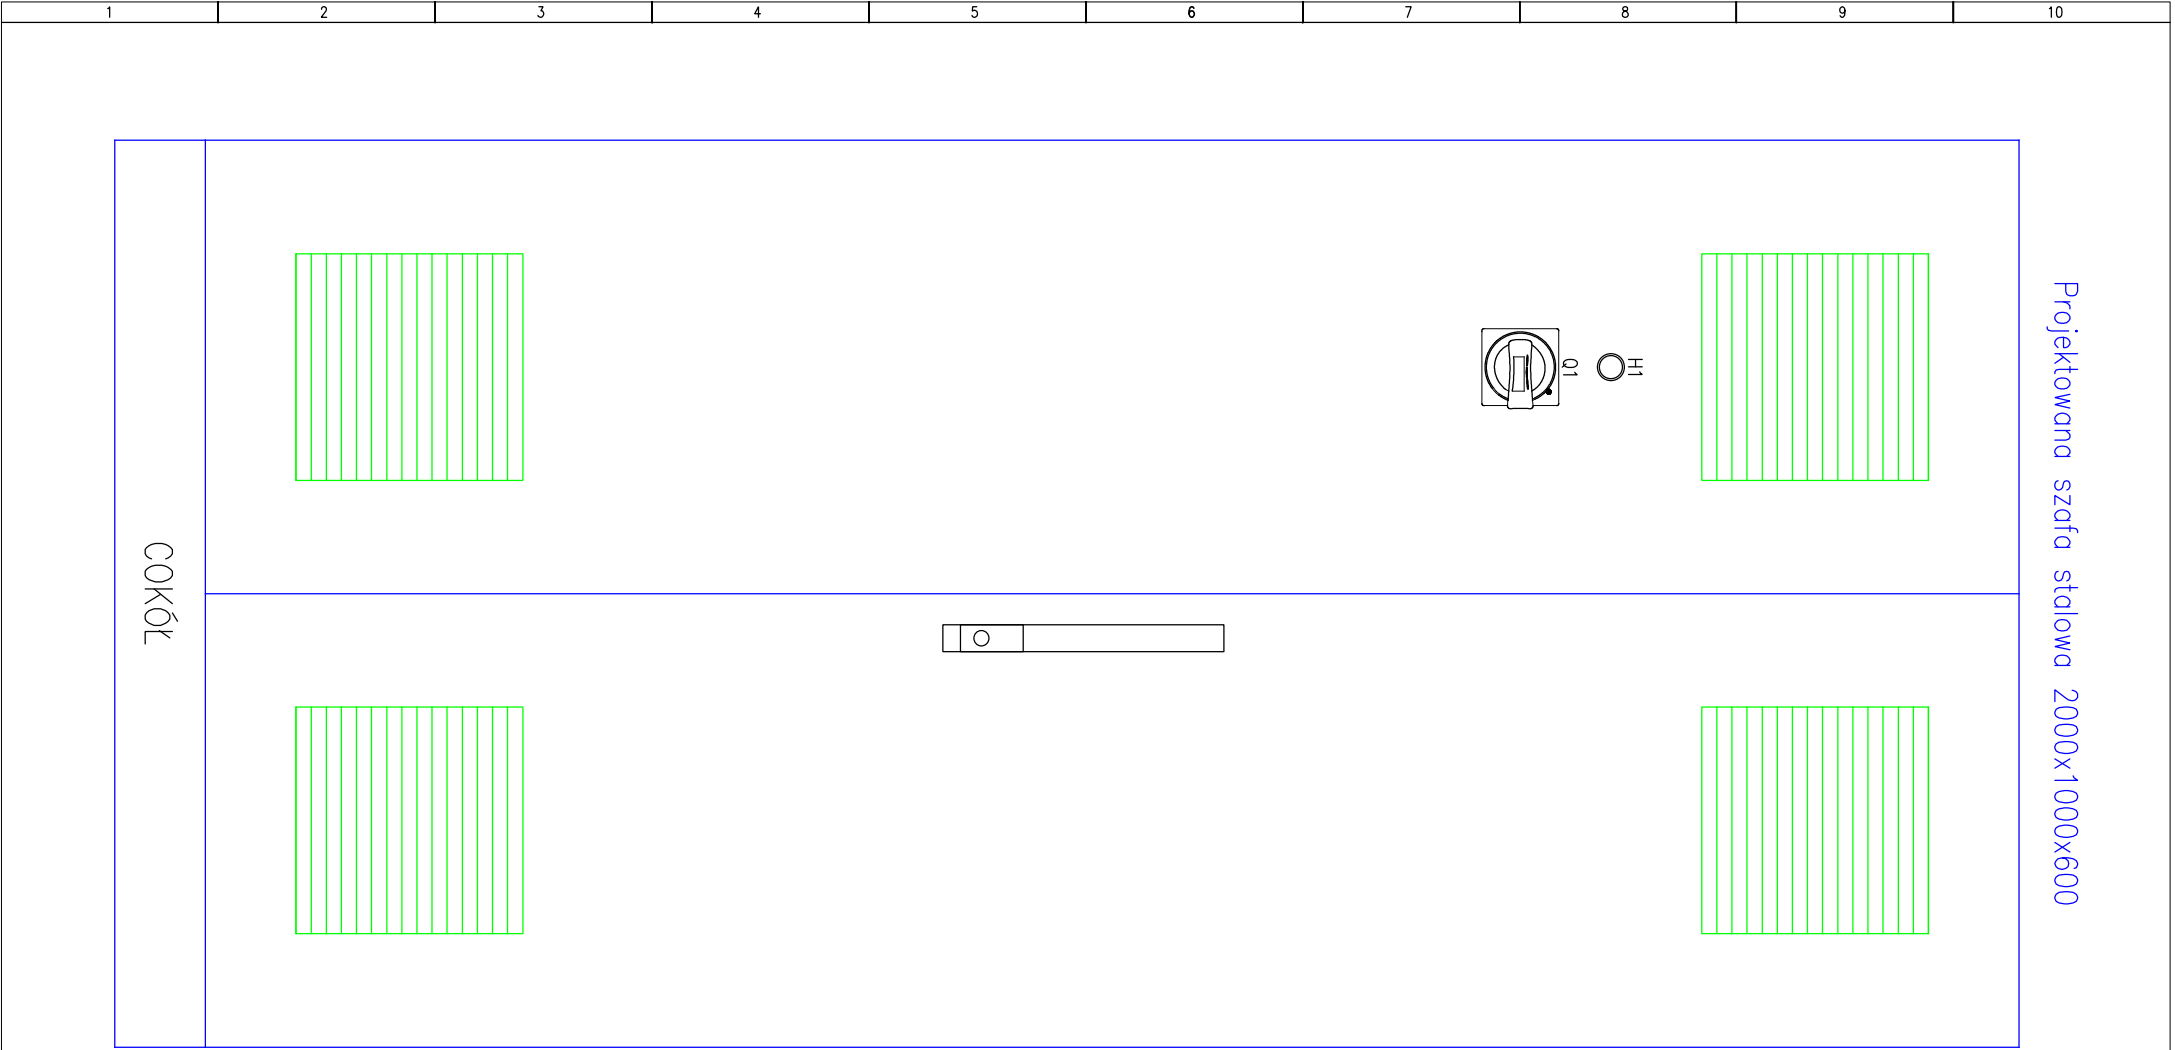 1 2 3 4 5 6 7 8 9 10
Projektowana szafa stalowa 2000x1000x600
H1
Q1
COKÓŁ